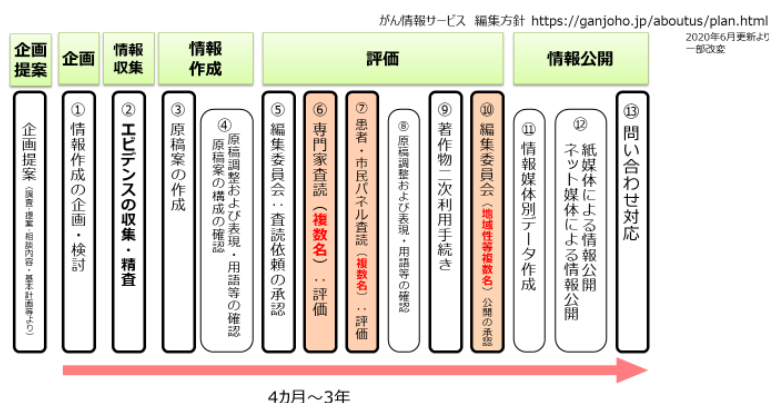 がん情報サービス 編集方針 https://ganjoho.jp/aboutus/plan.html
2020年6月更新より
一部改変
企画
提案
企画
情報
収集
情報
作成
評価
情報公開
企画提案(調査・提案・相談内容・基本計画等より)
①情報作成の企画・検討
②エビデンスの収集・精査
③原稿案の作成
④原稿調整および表現・用語等の確認
原稿案の構成の確認
⑤編集委員会:査読依頼の承認
⑥専門家査読(複数名):評価
⑦患者・市民パネル査読(複数名):評価
⑧原稿調整および表現・用語等の確認
⑨著作物二次利用手続き
⑩編集委員会(地域性等複数名)公開の承認
⑪情報媒体別データ作成
⑫紙媒体による情報公開
ネット媒体による情報公開
⑬問い合わせ対応
4カ月~3年